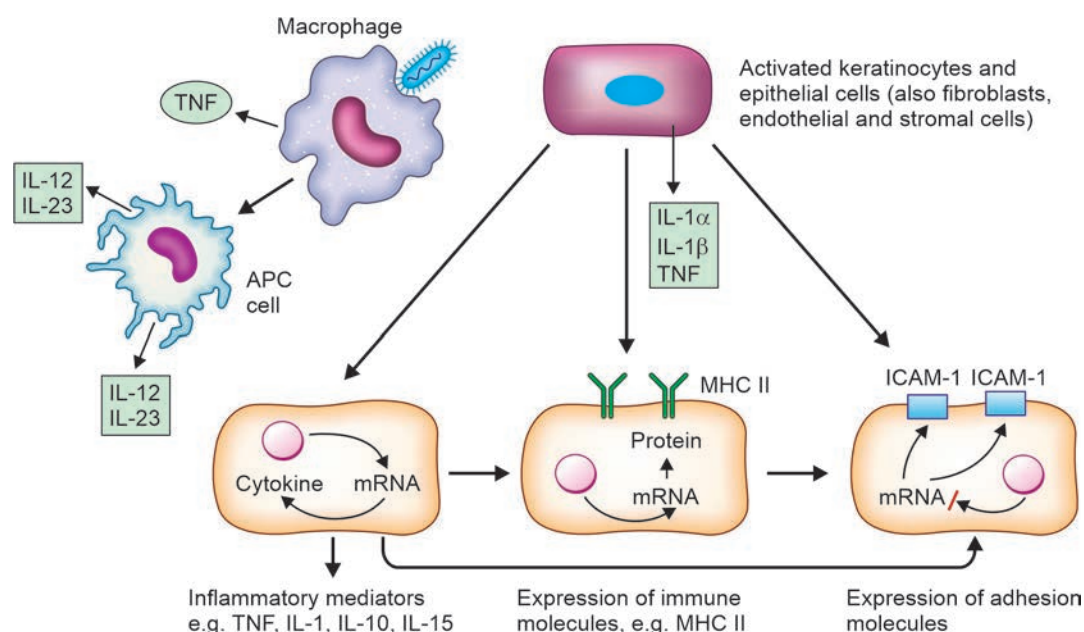 Macrophage
TNF
IL-12
IL-23
APC
cell
IL-12
IL-23
Activated keratinocytes and
epithelial cells (also fibroblasts,
endothelial and stromal cells)
IL-1α
IL-1β
TNF
MHC II
ICAM-1 ICAM-1
Cytokine mRNA
Protein
mRNA
mRNA
Inflammatory mediators
e.g. TNF, IL-1, IL-10, IL-15
Expression of immune
molecules, e.g. MHC II
Expression of adhesion
molecules